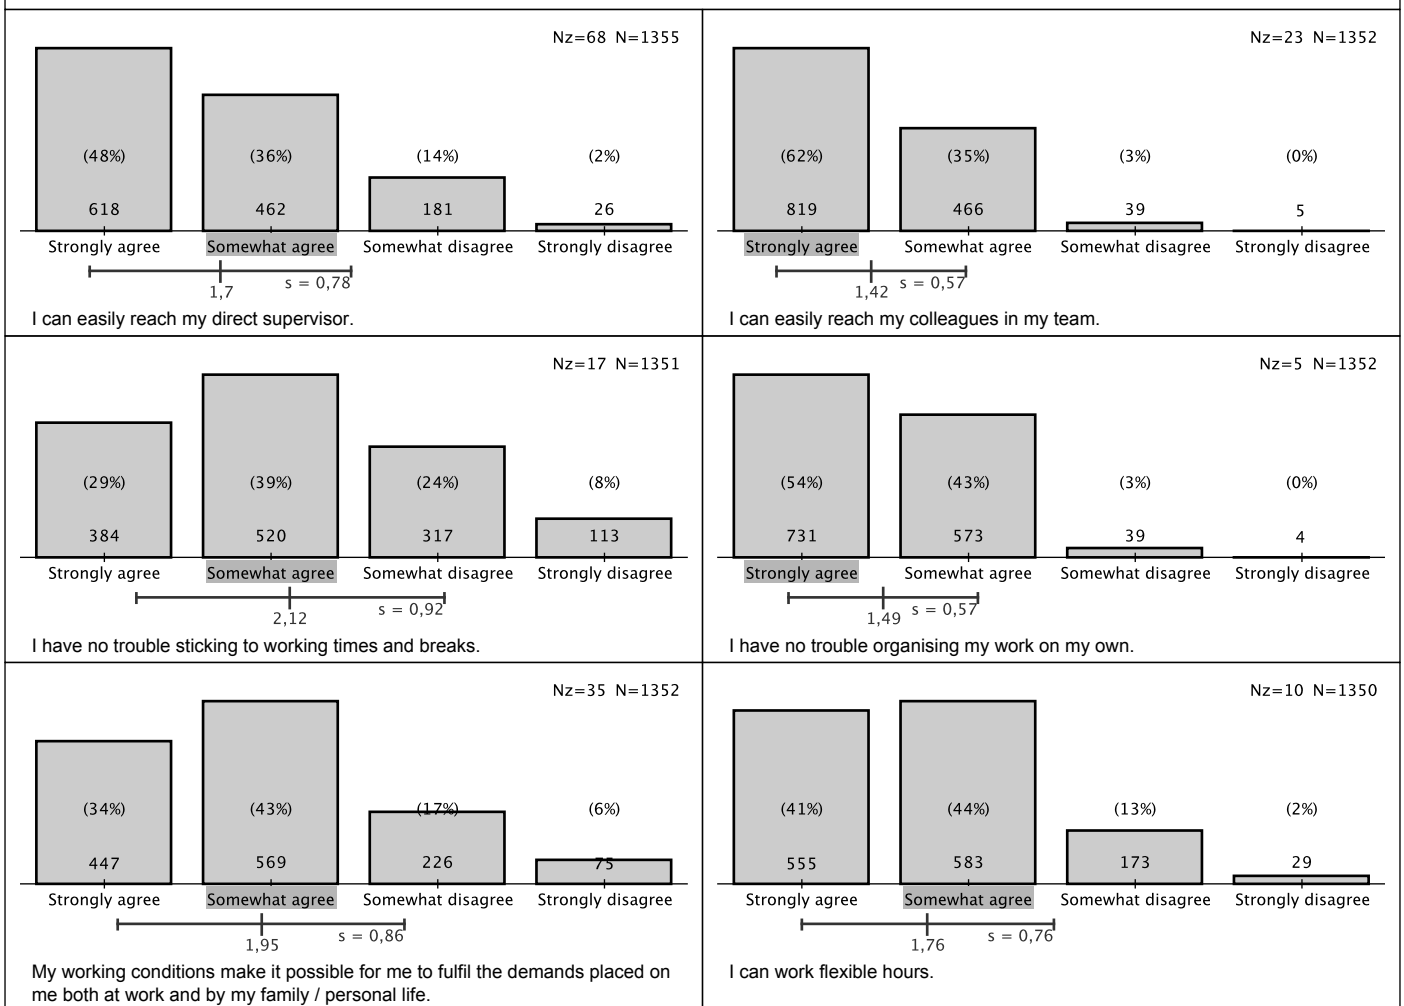 Nz=68 N=1355
(48%) (36%) (14%) (2%)
618 462 181 26
Strongly agree Somewhat agree Somewhat disagree Strongly disagree
1,7 s = 0,78
I can easily reach my direct supervisor.
Nz=23 N=1352
(62%) (35%) (3%) (0%)
819 466 39 5
Strongly agree Somewhat agree Somewhat disagree Strongly disagree
1,42 s = 0,57
I can easily reach my colleagues in my team.
Nz=17 N=1351
(29%) (39%) (24%) (8%)
384 520 317 113
Strongly agree Somewhat agree Somewhat disagree Strongly disagree
2,12 s = 0,92
I have no trouble sticking to working times and breaks.
Nz=5 N=1352
(54%) (43%) (3%) (0%)
731 573 39 4
Strongly agree Somewhat agree Somewhat disagree Strongly disagree
1,49 s = 0,57
I have no trouble organising my work on my own.
Nz=35 N=1352
(34%) (43%) (17%) (6%)
447 569 226 75
Strongly agree Somewhat agree Somewhat disagree Strongly disagree
1,95 s = 0,86
My working conditions make it possible for me to fulfil the demands placed on
me both at work and by my family / personal life.
Nz=10 N=1350
(41%) (44%) (13%) (2%)
555 583 173 29
Strongly agree Somewhat agree Somewhat disagree Strongly disagree
1,76 s = 0,76
I can work flexible hours.